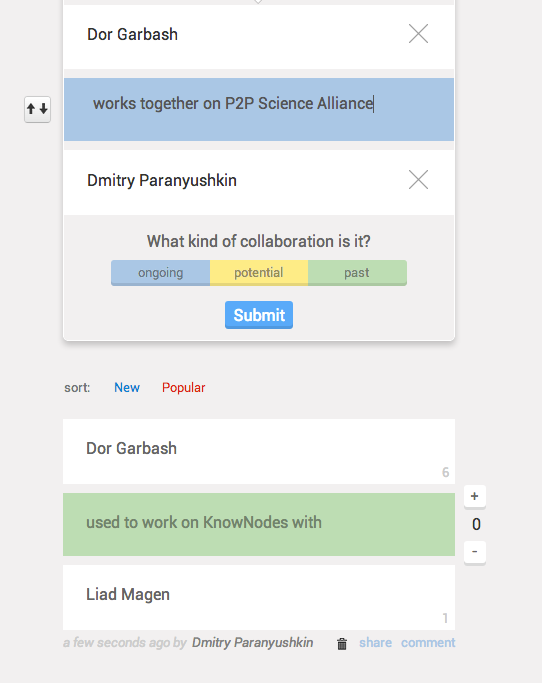 Dor Garbash
works together on P2P Science Alliance
Dmitry Paranyushkin
What kind of collaboration is it?
ongoing potential past
Submit
sort: New Popular
Dor Garbash
6
used to work on KnowNodes with
+
0
-
Liad Magen
1
a few seconds ago by Dmitry Paranyushkin share comment